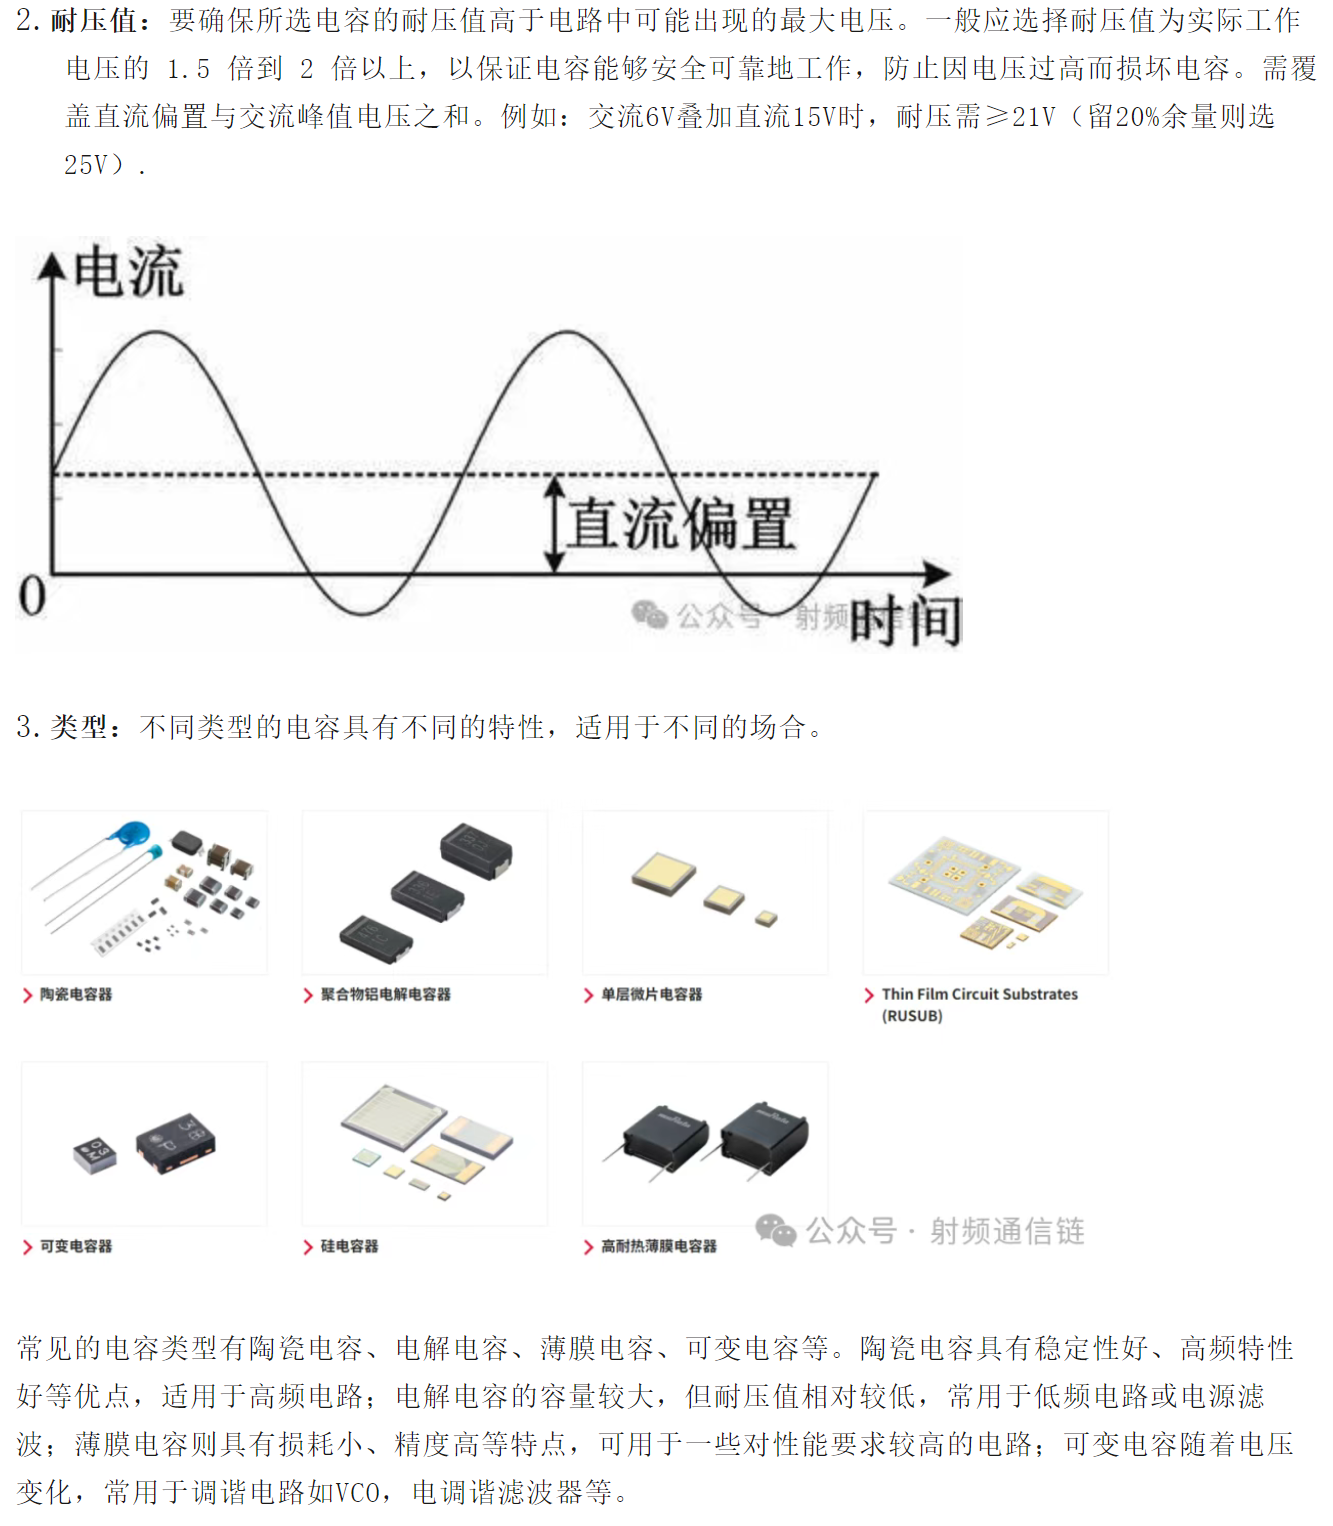 2. 耐压值：要确保所选电容的耐压值高于电路中可能出现的最大电压。一般应选择耐压值为实际工作
电压的 1.5 倍到 2 倍以上，以保证电容能够安全可靠地工作，防止因电压过高而损坏电容。需覆
盖直流偏置与交流峰值电压之和。例如：交流6V叠加直流15V时，耐压需≥21V（留20%余量则选
25V）.
电流
直流偏置
0
公众号·射频通信链
时间
3. 类型：不同类型的电容具有不同的特性，适用于不同的场合。
陶瓷电容器
聚合物铝电解电容器
单层微片电容器
Thin Film Circuit Substrates
(RUSUB)
可变电容器
硅电容器
高耐热薄膜电容器
公众号·射频通信链
常见的电容类型有陶瓷电容、电解电容、薄膜电容、可变电容等。陶瓷电容具有稳定性好、高频特性
好等优点，适用于高频电路；电解电容的容量较大，但耐压值相对较低，常用于低频电路或电源滤
波；薄膜电容则具有损耗小、精度高等特点，可用于一些对性能要求较高的电路；可变电容随着电压
变化，常用于调谐电路如VCO，电调谐滤波器等。